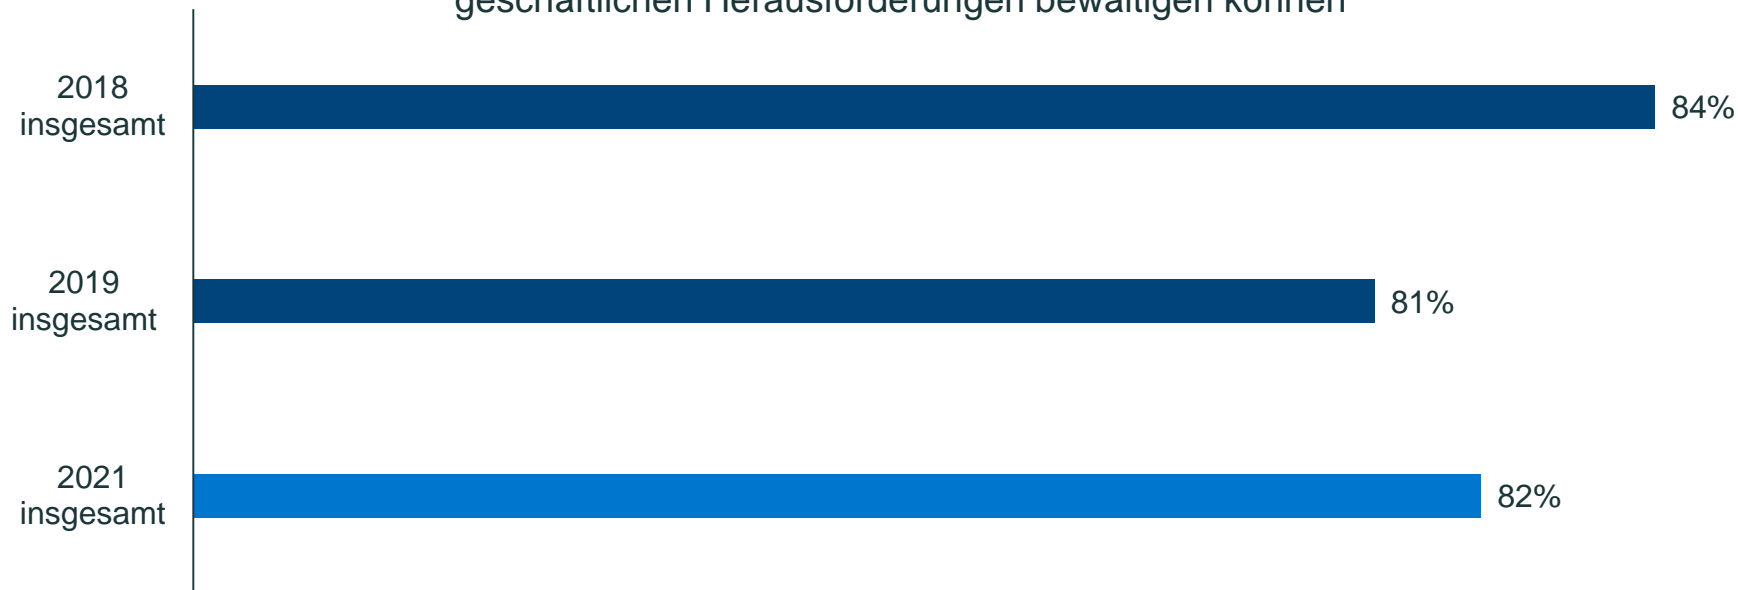 geschäftlichen Herausforderungen bewältigen können
2018
insgesamt
84%
2019
insgesamt
81%
2021
insgesamt
82%